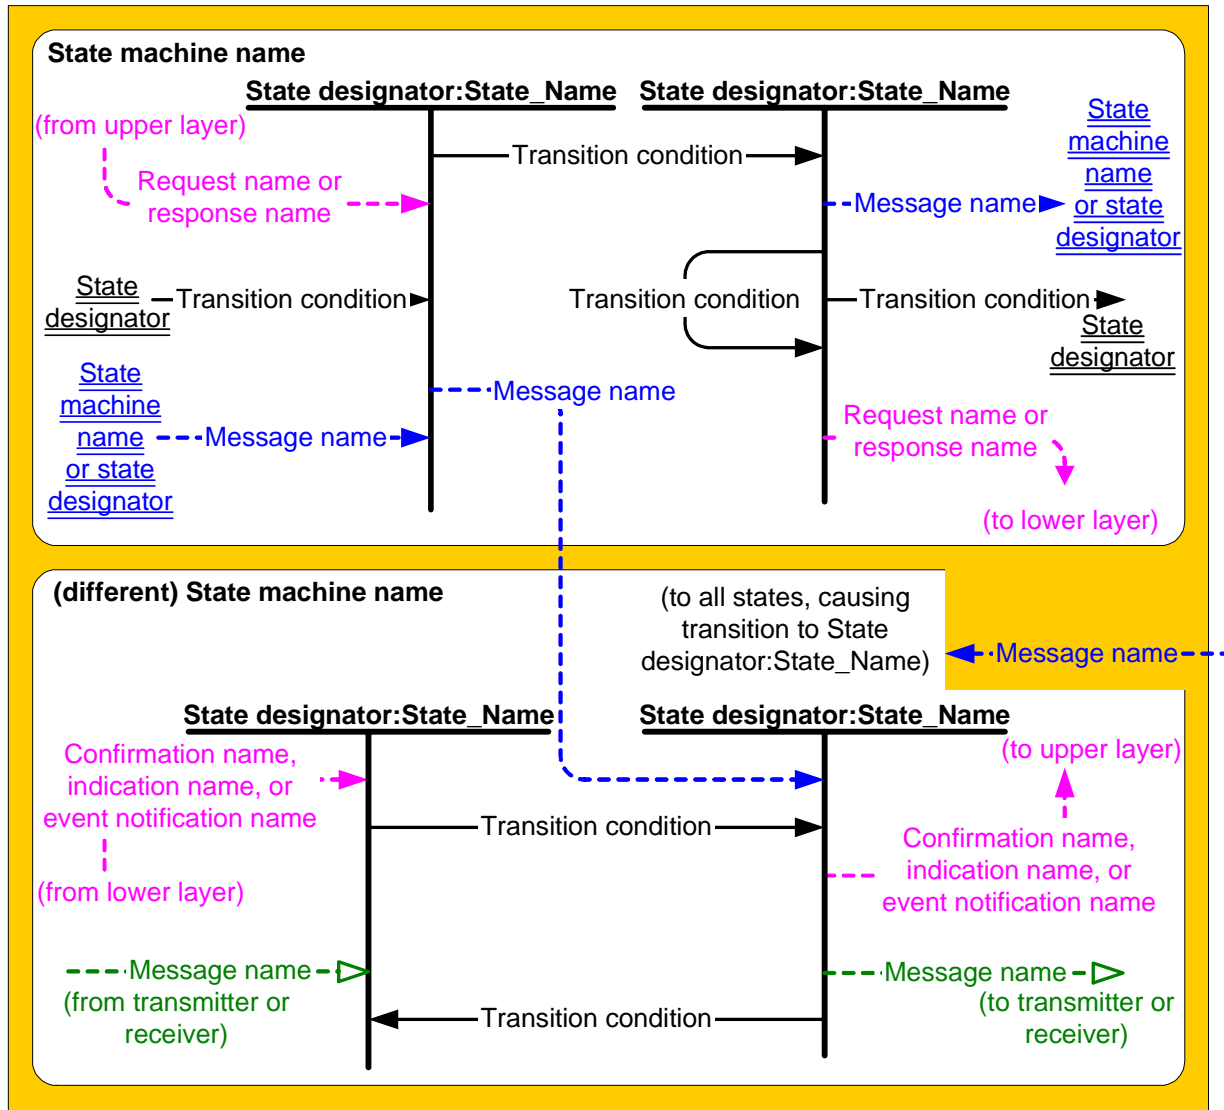 State machine name
State designator:State_Name
State designator:State_Name
(from upper layer)
Request name or
response name
Transition condition
State
machine
name
or state
designator
Message name
State
designator
Transition condition
Transition condition
Transition condition
State
designator
State
machine
name
or state
designator
Message name
Message name
Request name or
response name
(to lower layer)
(different) State machine name
(to all states, causing
transition to State
designator:State_Name)
Message name
State designator:State_Name
State designator:State_Name
Confirmation name,
indication name, or
event notification name
(from lower layer)
Transition condition
(to upper layer)
Confirmation name,
indication name, or
event notification name
Message name
(from transmitter or
receiver)
Message name
(to transmitter or
receiver)
Transition condition